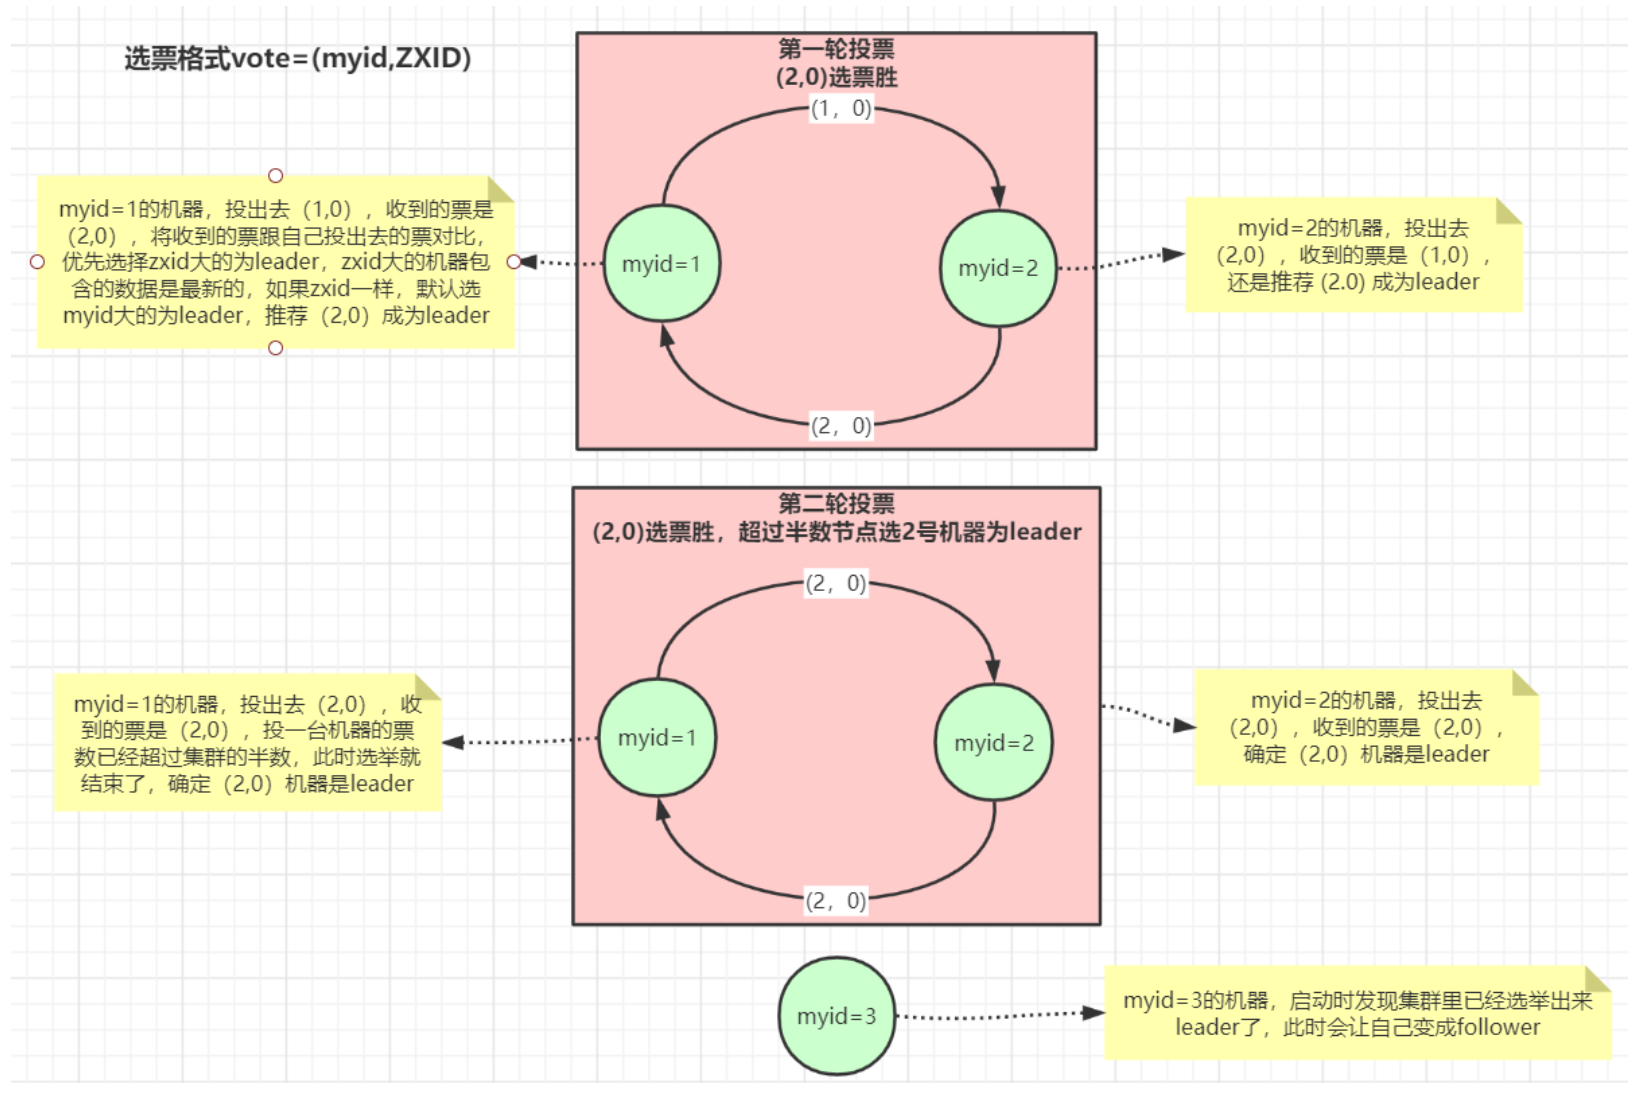 选票格式vote=(myid,ZXID)
第一轮投票
(2,0)选票胜
(1，0)
myid=1的机器，投出去（1,0），收到的票是
（2,0），将收到的票跟自己投出去的票对比，
优先选择zxid大的为leader，zxid大的机器包
含的数据是最新的，如果zxid一样，默认选
myid大的为leader，推荐（2,0）成为leader
myid=1
myid=2
myid=2的机器，投出去
（2,0），收到的票是（1,0），
还是推荐 (2.0) 成为leader
(2，0)
第二轮投票
(2,0)选票胜，超过半数节点选2号机器为leader
(2，0)
myid=1的机器，投出去（2,0），收
到的票是（2,0），投一台机器的票
数已经超过集群的半数，此时选举就
结束了，确定（2,0）机器是leader
myid=1
myid=2
myid=2的机器，投出去
（2,0），收到的票是（2,0），
确定（2,0）机器是leader
(2，0)
myid=3
myid=3的机器，启动时发现集群里已经选举出来
leader了，此时会让自己变成follower